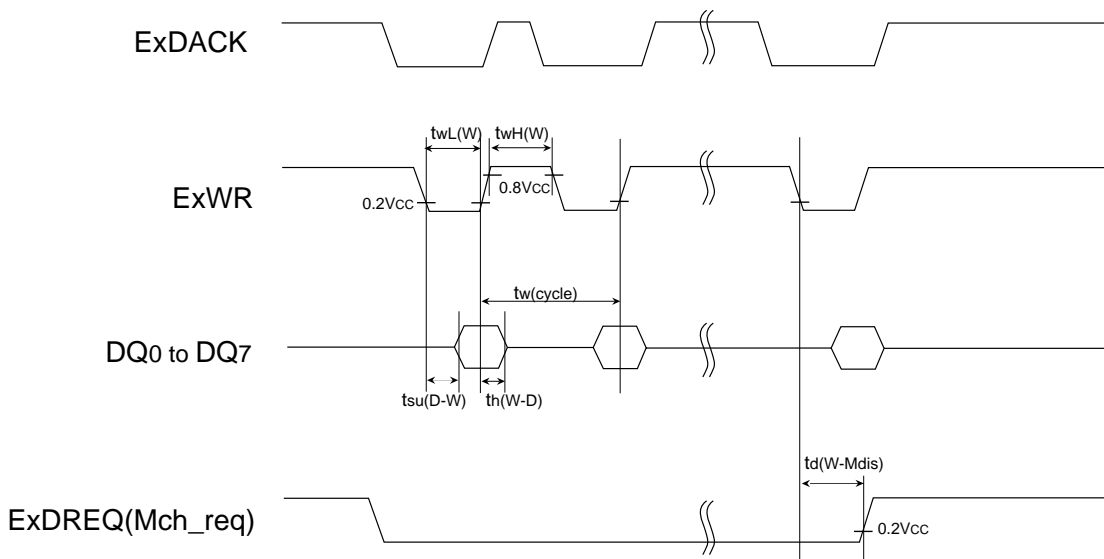 ExDACK
twL(W) twH(W)
ExWR
0.2VCC
0.8VCC
tw(cycle)
DQ0 to DQ7
tsu(D-W) th(W-D)
td(W-Mdis)
ExDREQ(Mch_req)
0.2VCC